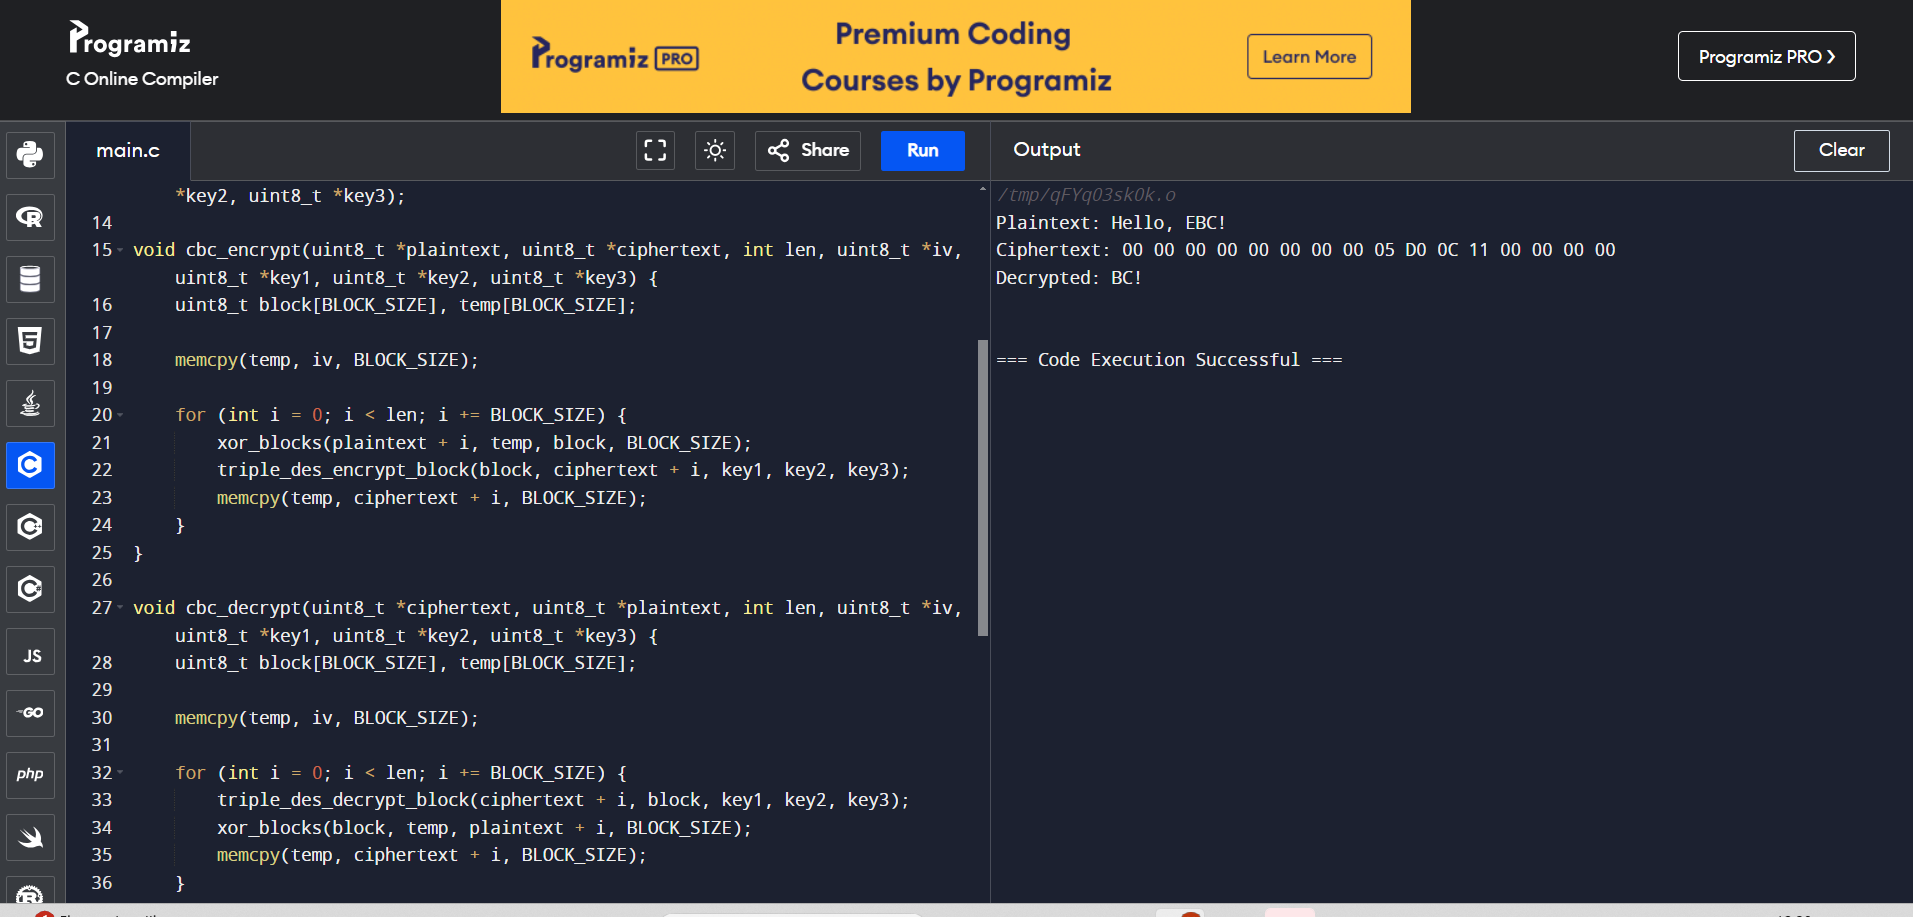 Programiz
C Online Compiler
Programiz PRO
Premium Coding
Courses by Programiz
Learn More
Programiz PRO ❯
main.c
Share
Run
Output
Clear
*key2, uint8_t *key3);
14
15 void cbc_encrypt(uint8_t *plaintext, uint8_t *ciphertext, int len, uint8_t *iv,
uint8_t *key1, uint8_t *key2, uint8_t *key3) {
16 uint8_t block[BLOCK_SIZE], temp[BLOCK_SIZE];
17
18 memcpy(temp, iv, BLOCK_SIZE);
19
20 for (int i = 0; i < len; i += BLOCK_SIZE) {
21 xor_blocks(plaintext + i, temp, block, BLOCK_SIZE);
22 triple_des_encrypt_block(block, ciphertext + i, key1, key2, key3);
23 memcpy(temp, ciphertext + i, BLOCK_SIZE);
24 }
25 }
26
27 void cbc_decrypt(uint8_t *ciphertext, uint8_t *plaintext, int len, uint8_t *iv,
uint8_t *key1, uint8_t *key2, uint8_t *key3) {
28 uint8_t block[BLOCK_SIZE], temp[BLOCK_SIZE];
29
30 memcpy(temp, iv, BLOCK_SIZE);
31
32 for (int i = 0; i < len; i += BLOCK_SIZE) {
33 triple_des_decrypt_block(ciphertext + i, block, key1, key2, key3);
34 xor_blocks(block, temp, plaintext + i, BLOCK_SIZE);
35 memcpy(temp, ciphertext + i, BLOCK_SIZE);
36 }
/tmp/qFYqO3skOk.o
Plaintext: Hello, EBC!
Ciphertext: 00 00 00 00 00 00 00 00 05 D0 0C 11 00 00 00 00
Decrypted: BC!
=== Code Execution Successful ===
R
5
C
C
C
JS
GO
php
R